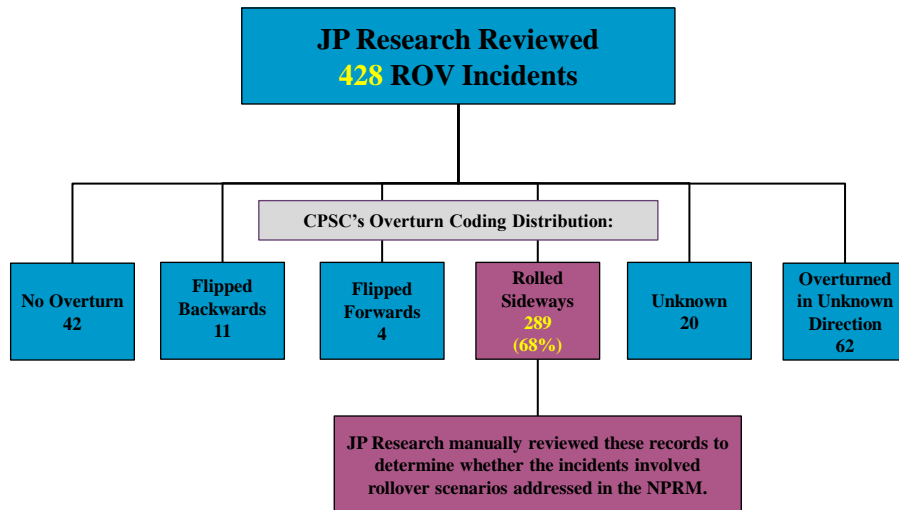 JP Research Reviewed
428 ROV Incidents
CPSC's Overturn Coding Distribution:
No Overturn
42
Flipped
Backwards
11
Flipped
Forwards
4
Rolled
Sideways
289
(68%)
Unknown
20
Overturned
in Unknown
Direction
62
JP Research manually reviewed these records to
determine whether the incidents involved
rollover scenarios addressed in the NPRM.